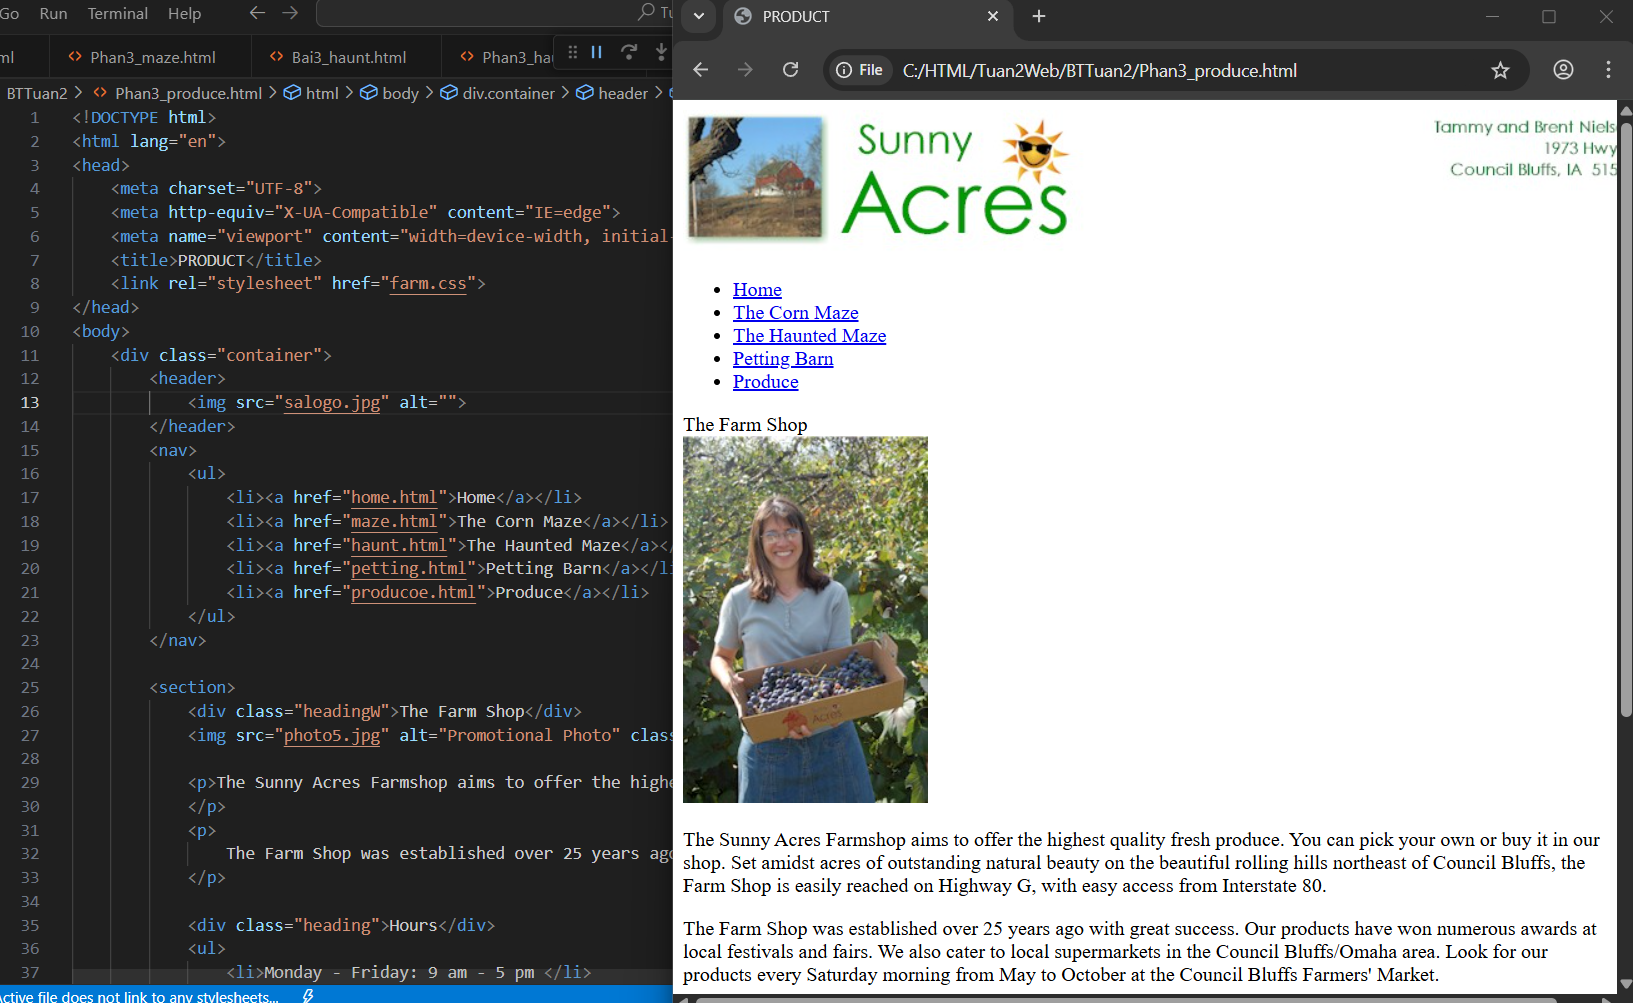 Go Run Terminal Help
Phan3_maze.html Bai3_haunt.html
BTTuan2 > Phan3_produce.html > html > body > div.container > header >
1 <!DOCTYPE html>
2 <html lang="en">
3 <head>
4 <meta charset="UTF-8">
5 <meta http-equiv="X-UA-Compatible" content="IE=edge">
6 <meta name="viewport" content="width=device-width, initial-
7 <title>PRODUCT</title>
8 <link rel="stylesheet" href="farm.css">
9 </head>
10 <body>
11 <div class="container">
12 <header>
13 <img src="salogo.jpg" alt="">
14 </header>
15 <nav>
16 <ul>
17 <li><a href="home.html">Home</a></li>
18 <li><a href="maze.html">The Corn Maze</a></li>
19 <li><a href="haunt.html">The Haunted Maze</a></
20 <li><a href="petting.html">Petting Barn</a></li
21 <li><a href="producoe.html">Produce</a></li>
22 </ul>
23 </nav>
24
25 <section>
26 <div class="headingW">The Farm Shop</div>
27 <img src="photo5.jpg" alt="Promotional Photo" clas
28
29 <p>The Sunny Acres Farmshop aims to offer the highe
30 </p>
31 <p>
32 The Farm Shop was established over 25 years ago
33 </p>
34
35 <div class="heading">Hours</div>
36 <ul>
37 <li>Monday - Friday: 9 am - 5 pm </li>
Active file does not link to any stylesheets...
PRODUCT
File C:/HTML/Tuan2Web/BTTuan2/Phan3_produce.html
Sunny
Acres
Tammy and Brent Niels
1973 Hwy
Council Bluffs, IA 515
Home
The Corn Maze
The Haunted Maze
Petting Barn
Produce
The Farm Shop
Acres
The Sunny Acres Farmshop aims to offer the highest quality fresh produce. You can pick your own or buy it in our
shop. Set amidst acres of outstanding natural beauty on the beautiful rolling hills northeast of Council Bluffs, the
Farm Shop is easily reached on Highway G, with easy access from Interstate 80.
The Farm Shop was established over 25 years ago with great success. Our products have won numerous awards at
local festivals and fairs. We also cater to local supermarkets in the Council Bluffs/Omaha area. Look for our
products every Saturday morning from May to October at the Council Bluffs Farmers' Market.